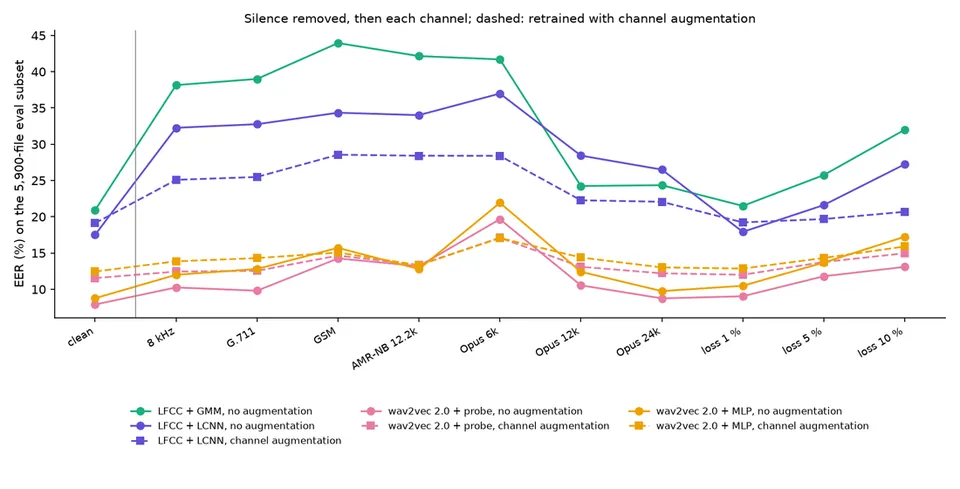 Silence removed, then each channel; dashed: retrained with channel augmentation
EER (%) on the 5,900-file eval subset
45
40
35
30
25
20
15
10
clean
8 kHz
G.711
GSM
AMR-NB 12.2k
Opus 6k
Opus 12k
Opus 24k
loss 1 %
loss 5 %
loss 10 %
LFCC + GMM, no augmentation
LFCC + LCNN, no augmentation
LFCC + LCNN, channel augmentation
wav2vec 2.0 + probe, no augmentation
wav2vec 2.0 + probe, channel augmentation
wav2vec 2.0 + MLP, no augmentation
wav2vec 2.0 + MLP, channel augmentation